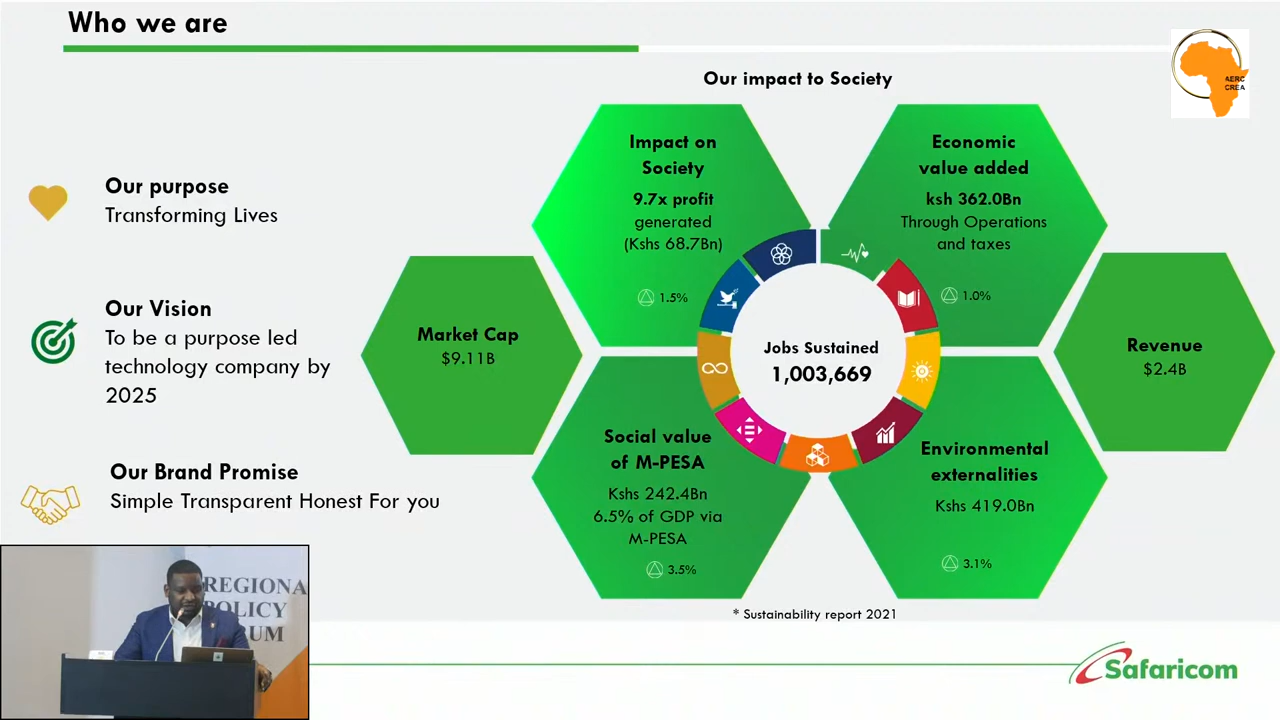 Who we are
AERC
CREA
Our impact to Society
Our purpose
Transforming Lives
Our Vision
To be a purpose led
technology company by
2025
Our Brand Promise
Simple Transparent Honest For you
Market Cap
$9.11B
Impact on
Society
9.7x profit
generated
(Kshs 68.7Bn)
1.5%
Economic
value added
ksh 362.0Bn
Through Operations
and taxes
1.0%
Jobs Sustained
1,003,669
Social value
of M-PESA
Kshs 242.4Bn
6.5% of GDP via
M-PESA
3.5%
Environmental
externalities
Kshs 419.0Bn
3.1%
Revenue
$2.4B
* Sustainability report 2021
REGIONA
POLICY
UM
Safaricom